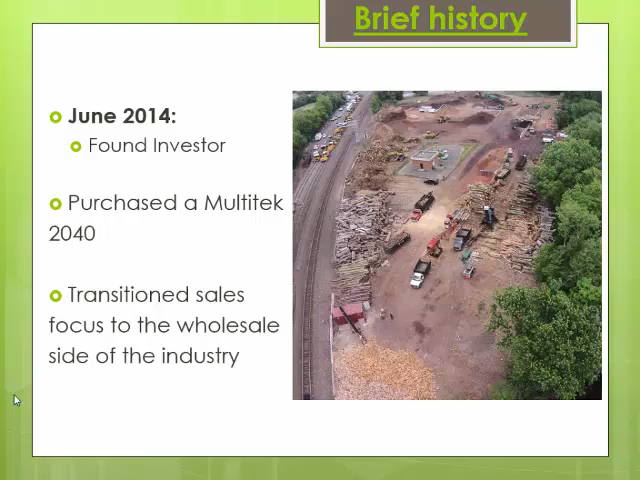 Brief history
June 2014:
Found Investor
Purchased a Multitek
2040
Transitioned sales
focus to the wholesale
side of the industry